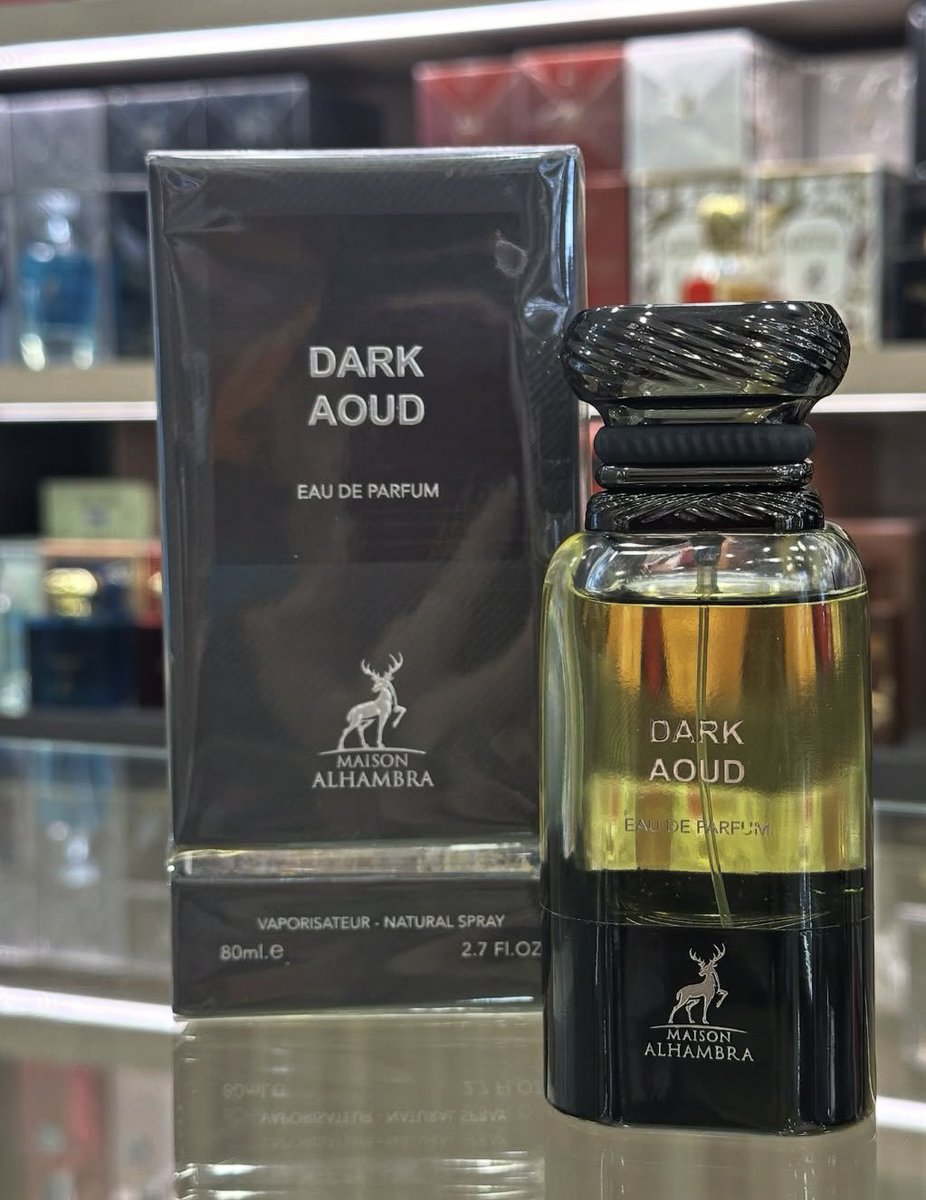 DARK
AOUD
EAU DE PARFUM
MAISON
ALHAMBRA
VAPORISATEUR - NATURAL SPRAY
80ml.e 2.7 Fl.OZ
DARK
AOUD
EAU DE PARFUM
MAISON
ALHAMBRA